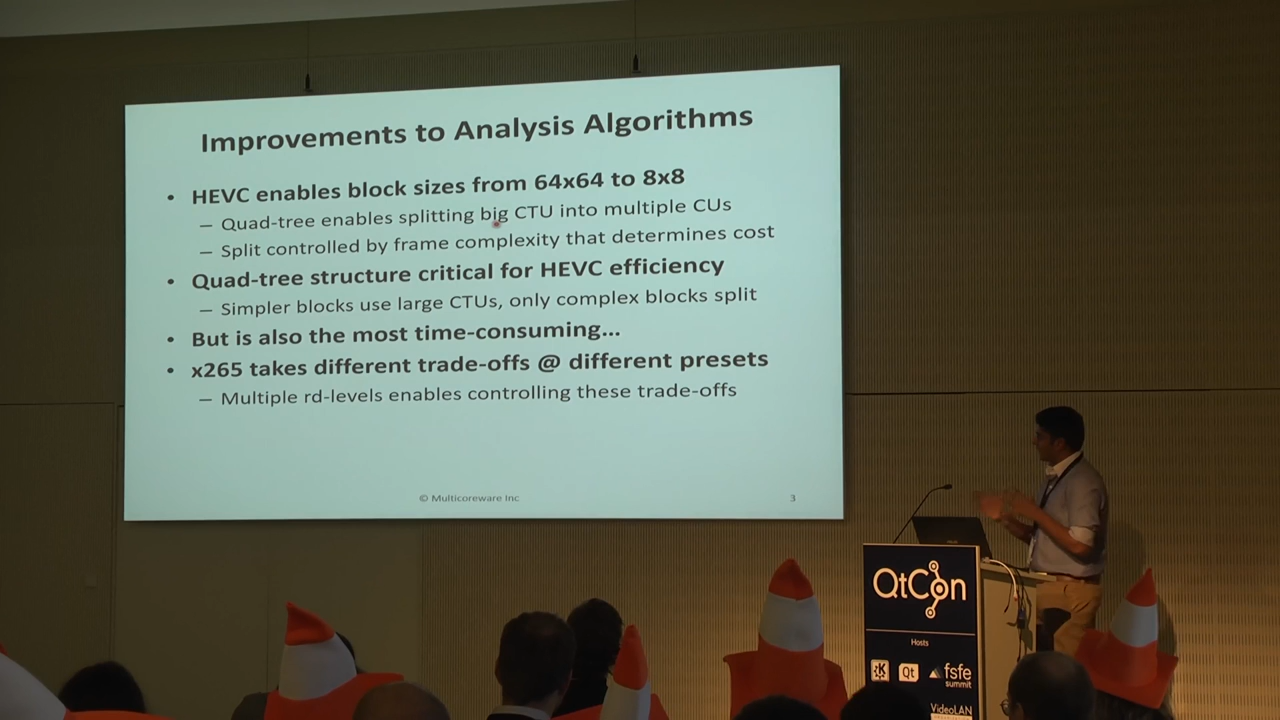 Improvements to Analysis Algorithms
• HEVC enables block sizes from 64x64 to 8x8
– Quad-tree enables splitting big CTU into multiple CUs
– Split controlled by frame complexity that determines cost
• Quad-tree structure critical for HEVC efficiency
– Simpler blocks use large CTUs, only complex blocks split
• But is also the most time-consuming...
• x265 takes different trade-offs @ different presets
– Multiple rd-levels enables controlling these trade-offs
© Multicoreware Inc
3
QtCon
Hosts
Qt
fsfe
summit
VideoLAN